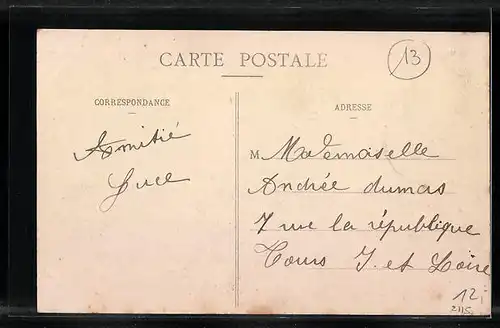 13
CARTE POSTALE
CORRESPONDANCE
Amitié
Luce
ADRESSE
M Mademoiselle
Andrée dumas
7 rue la république
Tours I. et Loire
12